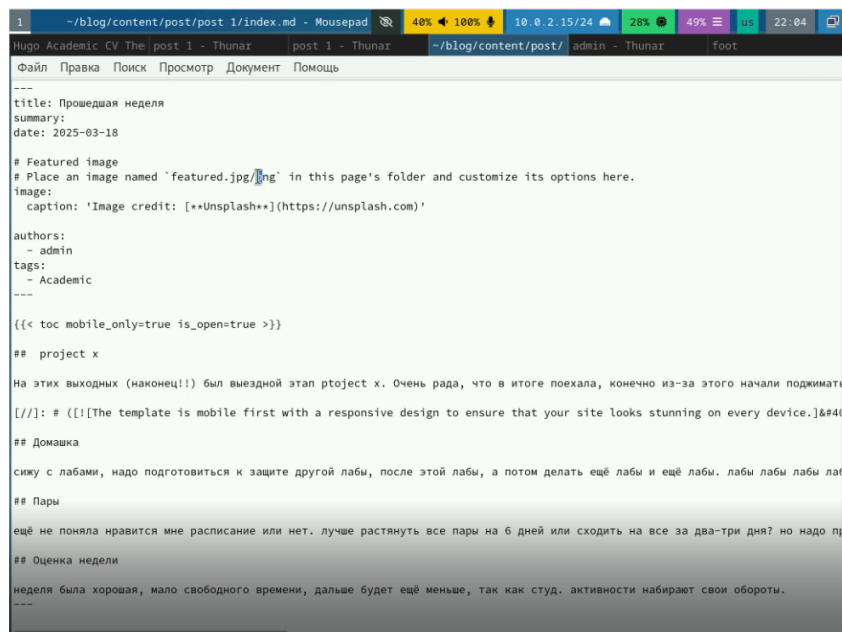 1 ~/blog/content/post/post 1/index.md - Mousepad 40% 100% 10.0.2.15/24 28% 49% us 22:04
Hugo Academic CV The post 1 - Thunar post 1 - Thunar ~/blog/content/post/ admin - Thunar foot
Файл Правка Поиск Просмотр Документ Помощь
---
title: Прошедшая неделя
summary:
date: 2025-03-18
# Featured image
# Place an image named `featured.jpg/png` in this page's folder and customize its options here.
image:
caption: 'Image credit: [**Unsplash**](https://unsplash.com)'
authors:
- admin
tags:
- Academic
---
{{< toc mobile_only=true is_open=true >}}
## project x
На этих выходных (наконец!!) был выездной этап ptoject x. Очень рада, что в итоге поехала, конечно из-за этого начали поджимать
[//]: # ([![The template is mobile first with a responsive design to ensure that your site looks stunning on every device.]&#40
## Домашка
сижу с лабами, надо подготовиться к защите другой лабы, после этой лабы, а потом делать ещё лабы и ещё лабы. лабы лабы лабы лаб
## Пары
ещё не поняла нравится мне расписание или нет. лучше растянуть все пары на 6 дней или сходить на все за два-три дня? но надо пр
## Оценка недели
неделя была хорошая, мало свободного времени, дальше будет ещё меньше, так как студ. активности набирают свои обороты.
---